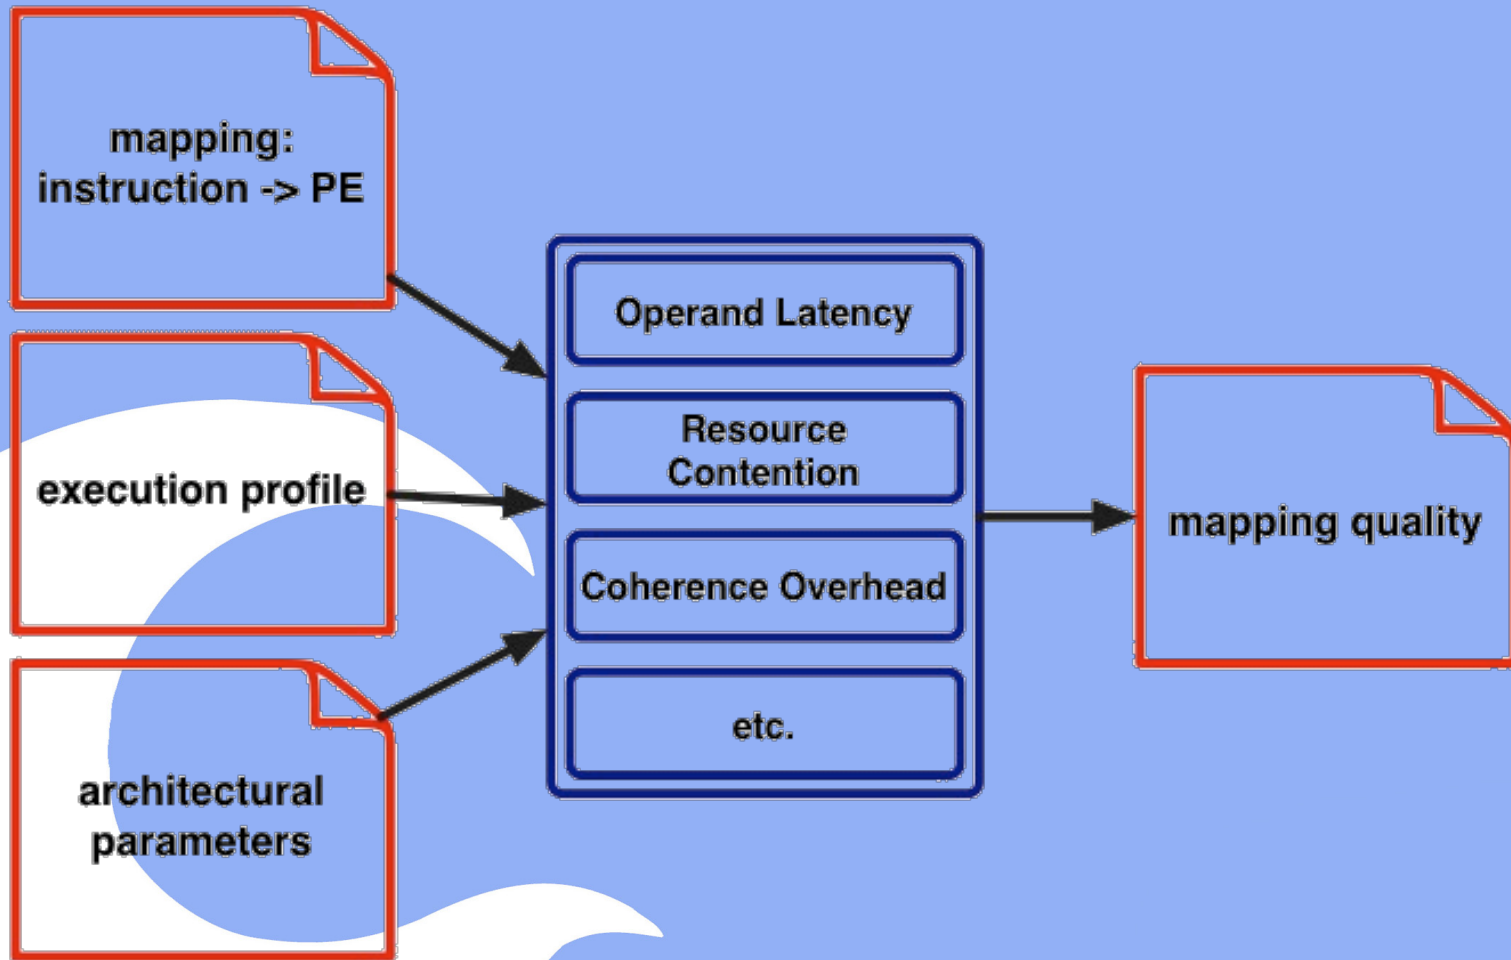 mapping:
instruction -> PE
execution profile
architectural
parameters
Operand Latency
Resource
Contention
Coherence Overhead
etc.
mapping quality